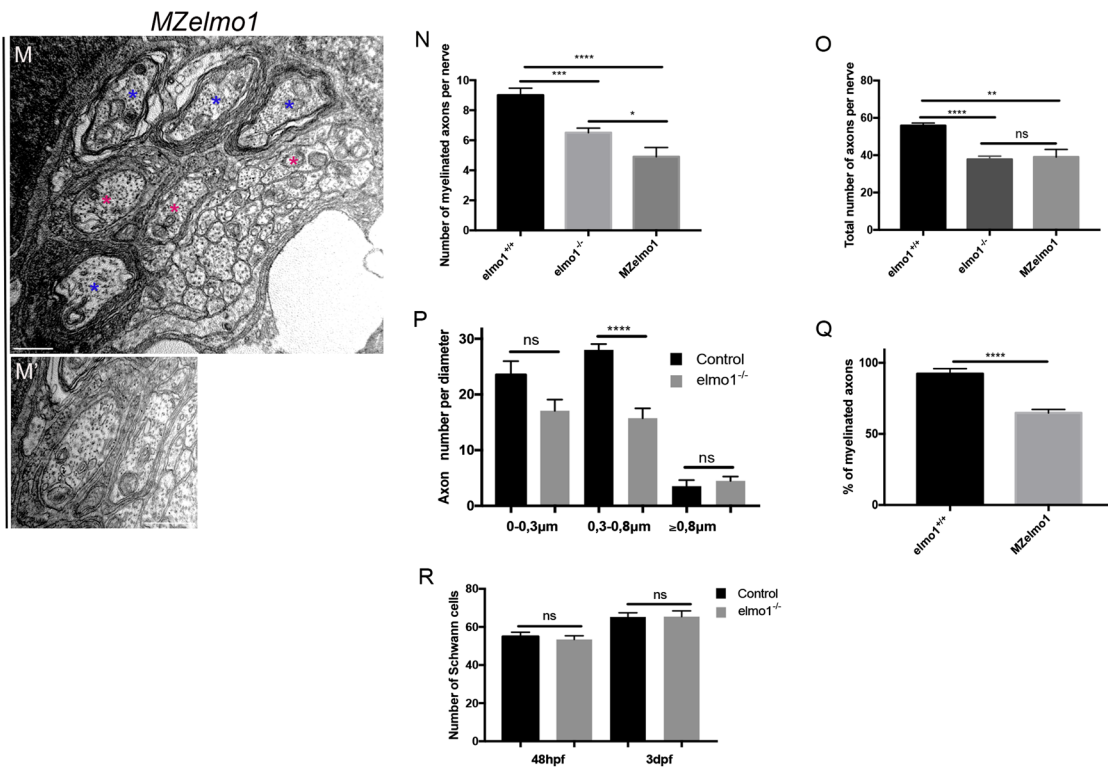 MZelmo1
M
*
*
*
*
*
*
*
M'
N
****
***
*
Number of myelinated axons per nerve
10
8
6
4
2
0
elmo1+/+
elmo1-/-
MZelmo1
O
**
****
ns
Total number of axons per nerve
80
60
40
20
0
elmo1+/+
elmo1-/-
MZelmo1
P
ns
****
ns
Control
elmo1-/-
Axon number per diameter
30
20
10
0
0-0,3µm
0,3-0,8µm
≥0,8µm
Q
****
% of myelinated axons
100
50
0
elmo1+/+
MZelmo1
R
ns
ns
Control
elmo1-/-
Number of Schwann cells
80
60
40
20
0
48hpf
3dpf